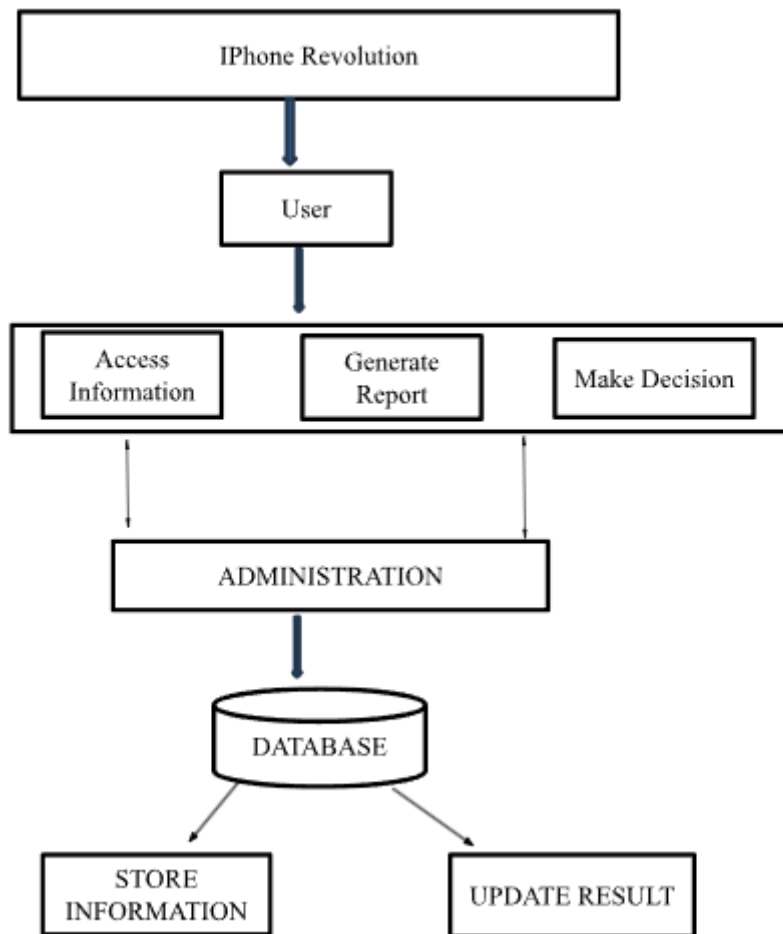 IPhone Revolution
User
Access
Information
Generate
Report
Make Decision
ADMINISTRATION
DATABASE
STORE
INFORMATION
UPDATE RESULT